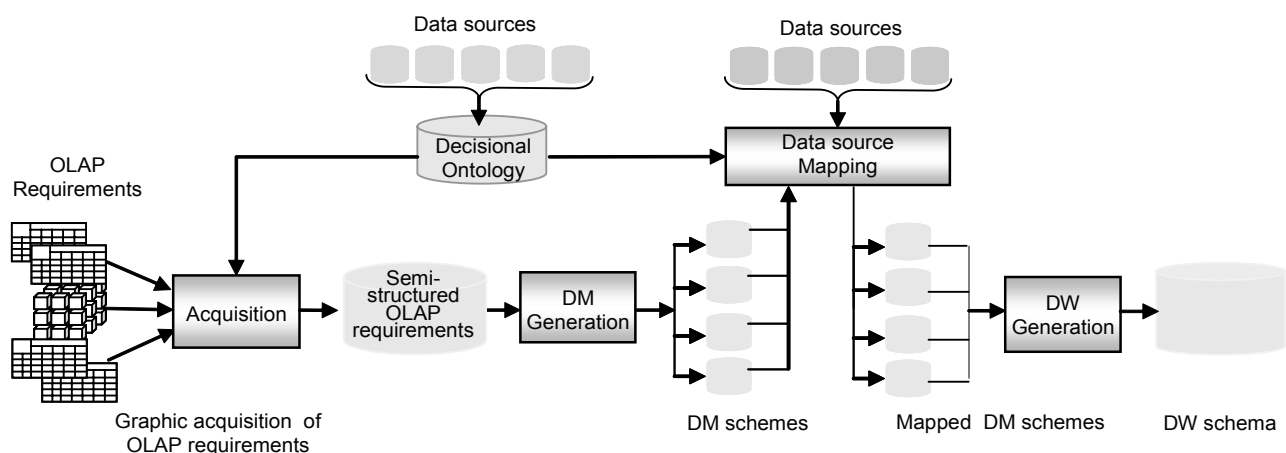 Data sources
Data sources
Decisional
Ontology
Data source
Mapping
OLAP
Requirements
Acquisition
Semi-
structured
OLAP
requirements
DM
Generation
DW
Generation
Graphic acquisition of
OLAP requirements
DM schemes
Mapped DM schemes
DW schema